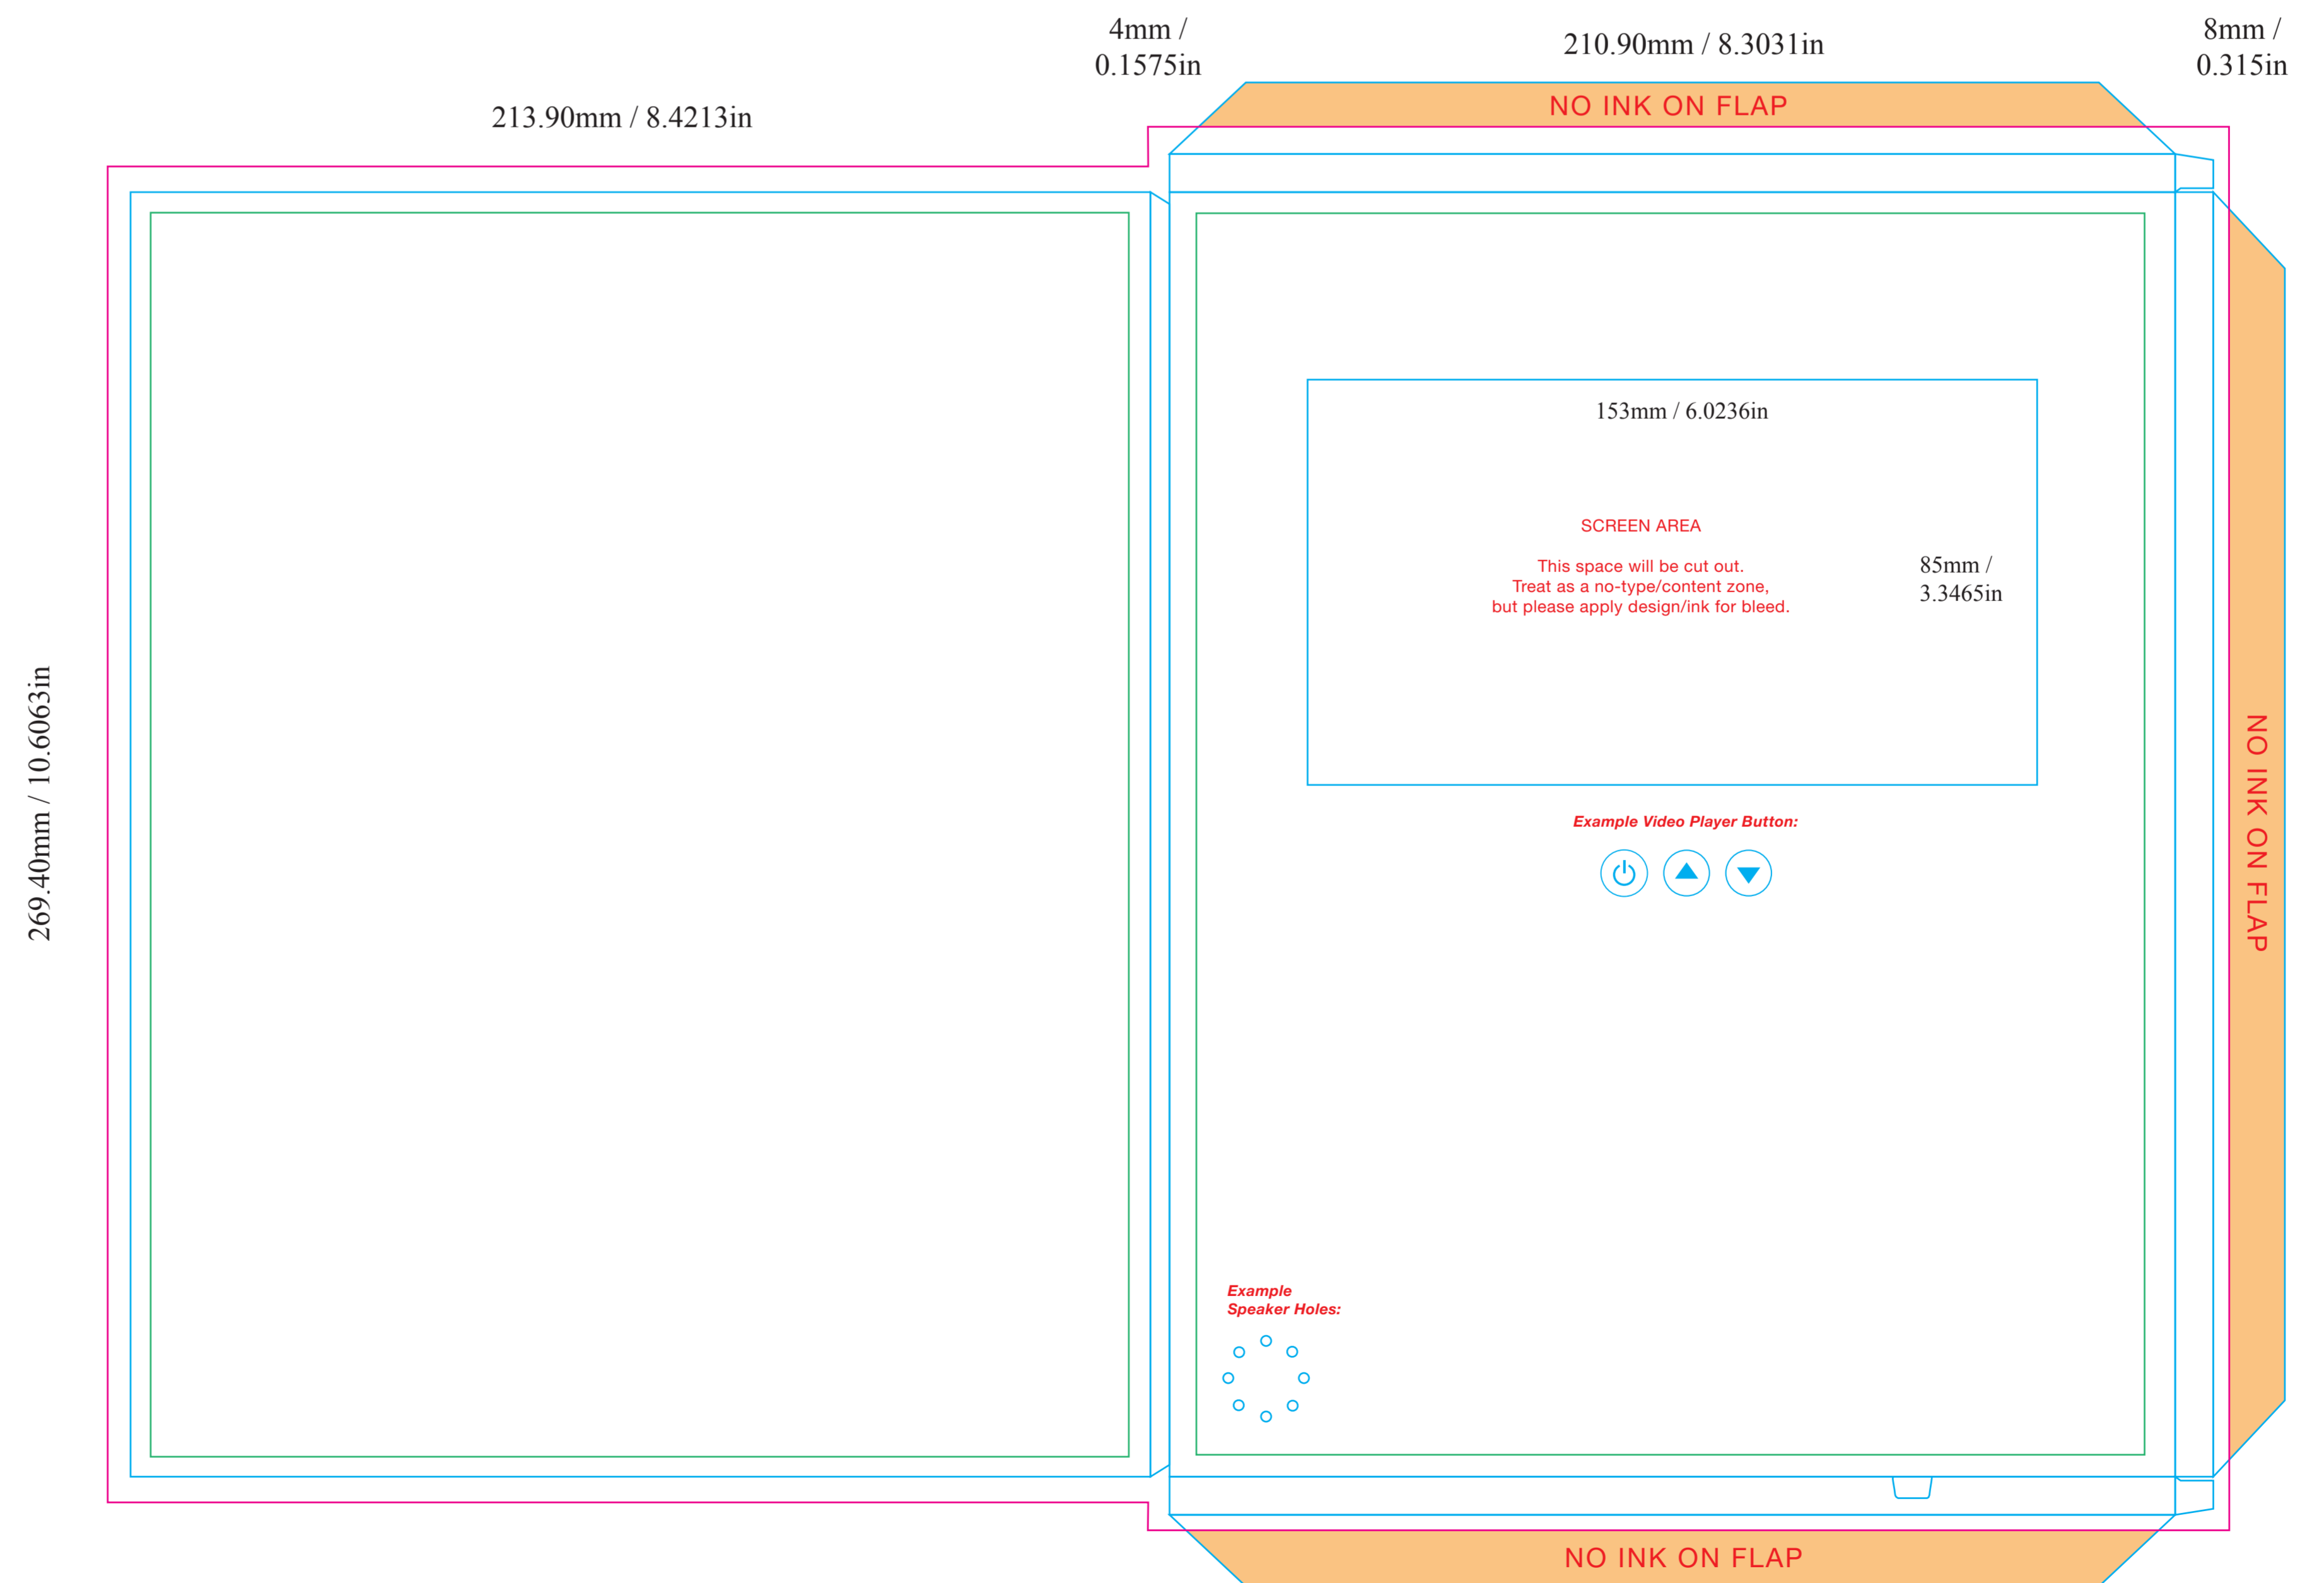 4mm /
0.1575in
210.90mm / 8.3031in
8mm /
0.315in
213.90mm / 8.4213in
NO INK ON FLAP
153mm / 6.0236in
SCREEN AREA
This space will be cut out.
Treat as a no-type/content zone,
but please apply design/ink for bleed.
85mm /
3.3465in
269.40mm / 10.6063in
NO INK ON FLAP
Example Video Player Button:
Example
Speaker Holes:
NO INK ON FLAP